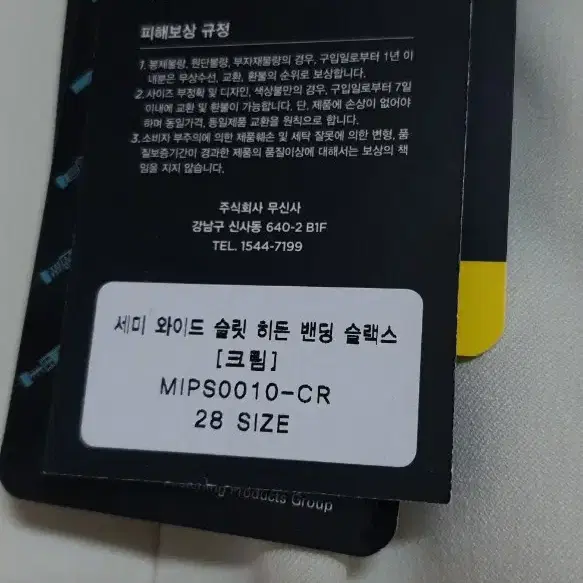 피해보상 규정
1. 봉제불량, 원단불량, 부자재불량의 경우, 구입일로부터 1년 이
내분은 무상수선, 교환, 환불의 순위로 보상합니다.
2. 사이즈 부정확 및 디자인, 색상불만의 경우, 구입일로부터 7일
이내에 교환 및 환불이 가능합니다. 단, 제품에 손상이 없어야
하며 동일가격, 동일제품 교환을 원칙으로 합니다.
3. 소비자 부주의에 의한 제품훼손 및 세탁 잘못에 의한 변형, 품
질보증기간이 경과한 제품의 품질이상에 대해서는 보상의 책
임을 지지 않습니다.
주식회사 무신사
강남구 신사동 640-2 B1F
TEL. 1544-7199
세미 와이드 슬릿 히든 밴딩 슬랙스
[크림]
MIPS0010-CR
28 SIZE
Products Group